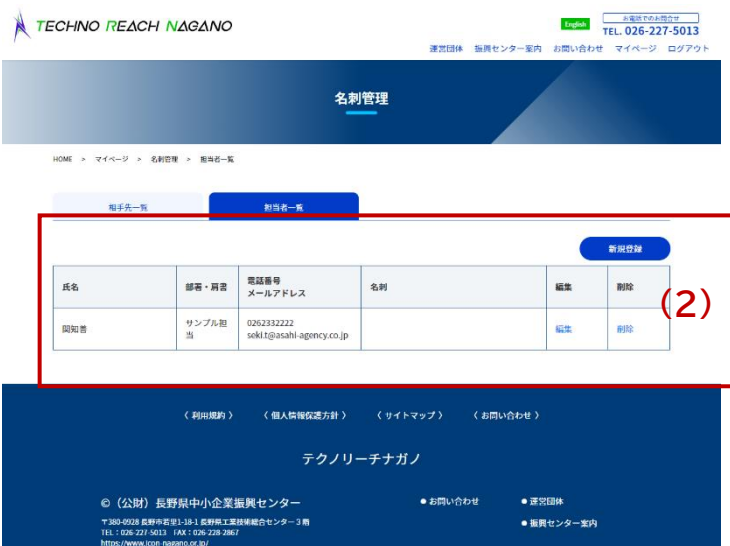 TECHNO REACH NAGANO
English
お電話でのお問合せ
TEL. 026-227-5013
運営団体 振興センター案内 お問い合わせ マイページ ログアウト
名刺管理
HOME > マイページ > 名刺管理 > 担当者一覧
相手先一覧 担当者一覧
新規登録
氏名 部署・肩書 電話番号 メールアドレス 名刺 編集 削除
関知善 サンプル担当 0262332222 seki.t@asahi-agency.co.jp 編集 削除
(2)
〈 利用規約 〉 〈 個人情報保護方針 〉 〈 サイトマップ 〉 〈 お問い合わせ 〉
テクノリーチナガノ
© (公財) 長野県中小企業振興センター
〒380-0928 長野市若里1-18-1 長野県工業技術総合センター3階
TEL:026-227-5013 FAX:026-228-2867
https://www.icon-nagano.or.jp/
● お問い合わせ
● 運営団体
● 振興センター案内